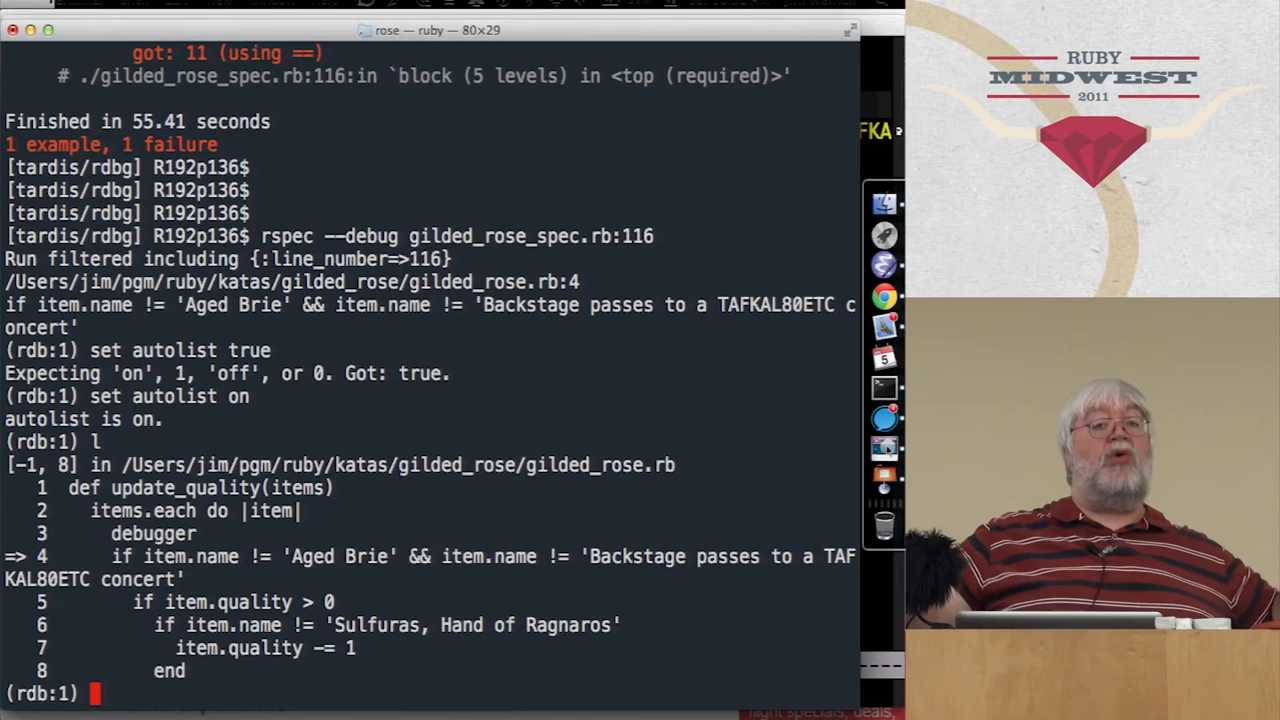 rose — ruby — 80×29
got: 11 (using ==)
# ./gilded_rose_spec.rb:116:in `block (5 levels) in <top (required)>'
Finished in 55.41 seconds
1 example, 1 failure
[tardis/rdbg] R192p136$
[tardis/rdbg] R192p136$
[tardis/rdbg] R192p136$
[tardis/rdbg] R192p136$ rspec --debug gilded_rose_spec.rb:116
Run filtered including {:line_number=>116}
/Users/jim/pgm/ruby/katas/gilded_rose/gilded_rose.rb:4
if item.name != 'Aged Brie' && item.name != 'Backstage passes to a TAFKAL80ETC c
oncert'
(rdb:1) set autolist true
Expecting 'on', 1, 'off', or 0. Got: true.
(rdb:1) set autolist on
autolist is on.
(rdb:1) l
[-1, 8] in /Users/jim/pgm/ruby/katas/gilded_rose/gilded_rose.rb
1 def update_quality(items)
2 items.each do |item|
3 debugger
=> 4 if item.name != 'Aged Brie' && item.name != 'Backstage passes to a TAF
KAL80ETC concert'
5 if item.quality > 0
6 if item.name != 'Sulfuras, Hand of Ragnaros'
7 item.quality -= 1
8 end
(rdb:1)
FKA
5
flight specials, deals,
RUBY
MIDWEST
2011